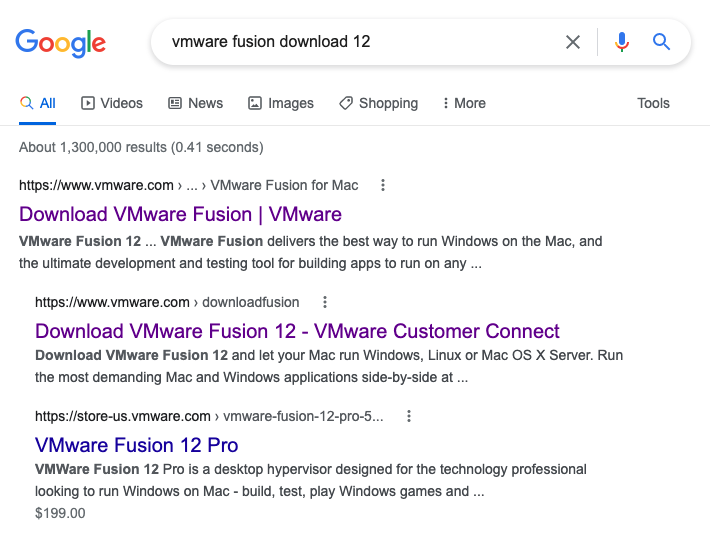 Google
vmware fusion download 12
All Videos News Images Shopping More Tools
About 1,300,000 results (0.41 seconds)
https://www.vmware.com › ... › VMware Fusion for Mac
Download VMware Fusion | VMware
VMware Fusion 12 ... VMware Fusion delivers the best way to run Windows on the Mac, and
the ultimate development and testing tool for building apps to run on any ...
https://www.vmware.com › downloadfusion
Download VMware Fusion 12 - VMware Customer Connect
Download VMware Fusion 12 and let your Mac run Windows, Linux or Mac OS X Server. Run
the most demanding Mac and Windows applications side-by-side at ...
https://store-us.vmware.com › vmware-fusion-12-pro-5...
VMware Fusion 12 Pro
VMWare Fusion 12 Pro is a desktop hypervisor designed for the technology professional
looking to run Windows on Mac - build, test, play Windows games and ...
$199.00